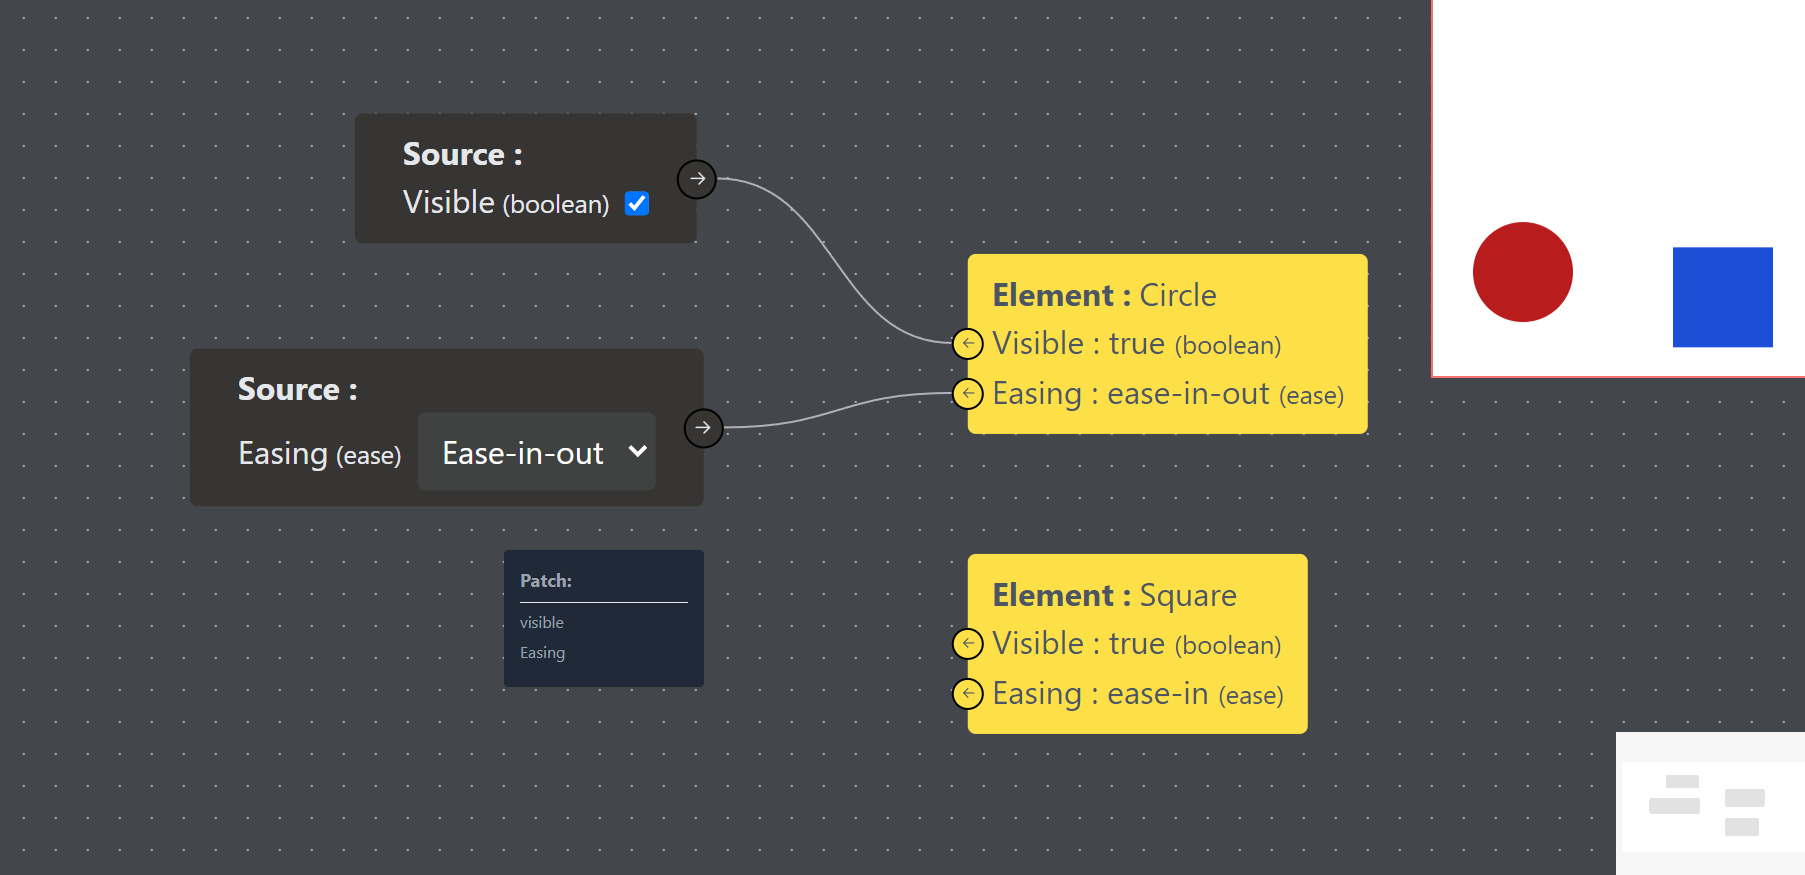 Source :
Visible (boolean)
Source :
Easing (ease) Ease-in-out
Patch:
visible
Easing
Element : Circle
Visible : true (boolean)
Easing : ease-in-out (ease)
Element : Square
Visible : true (boolean)
Easing : ease-in (ease)